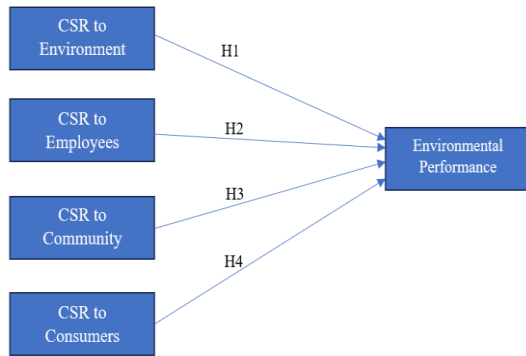 CSR to
Environment
H1
CSR to
Employees
H2
Environmental
Performance
CSR to
Community
H3
H4
CSR to
Consumers